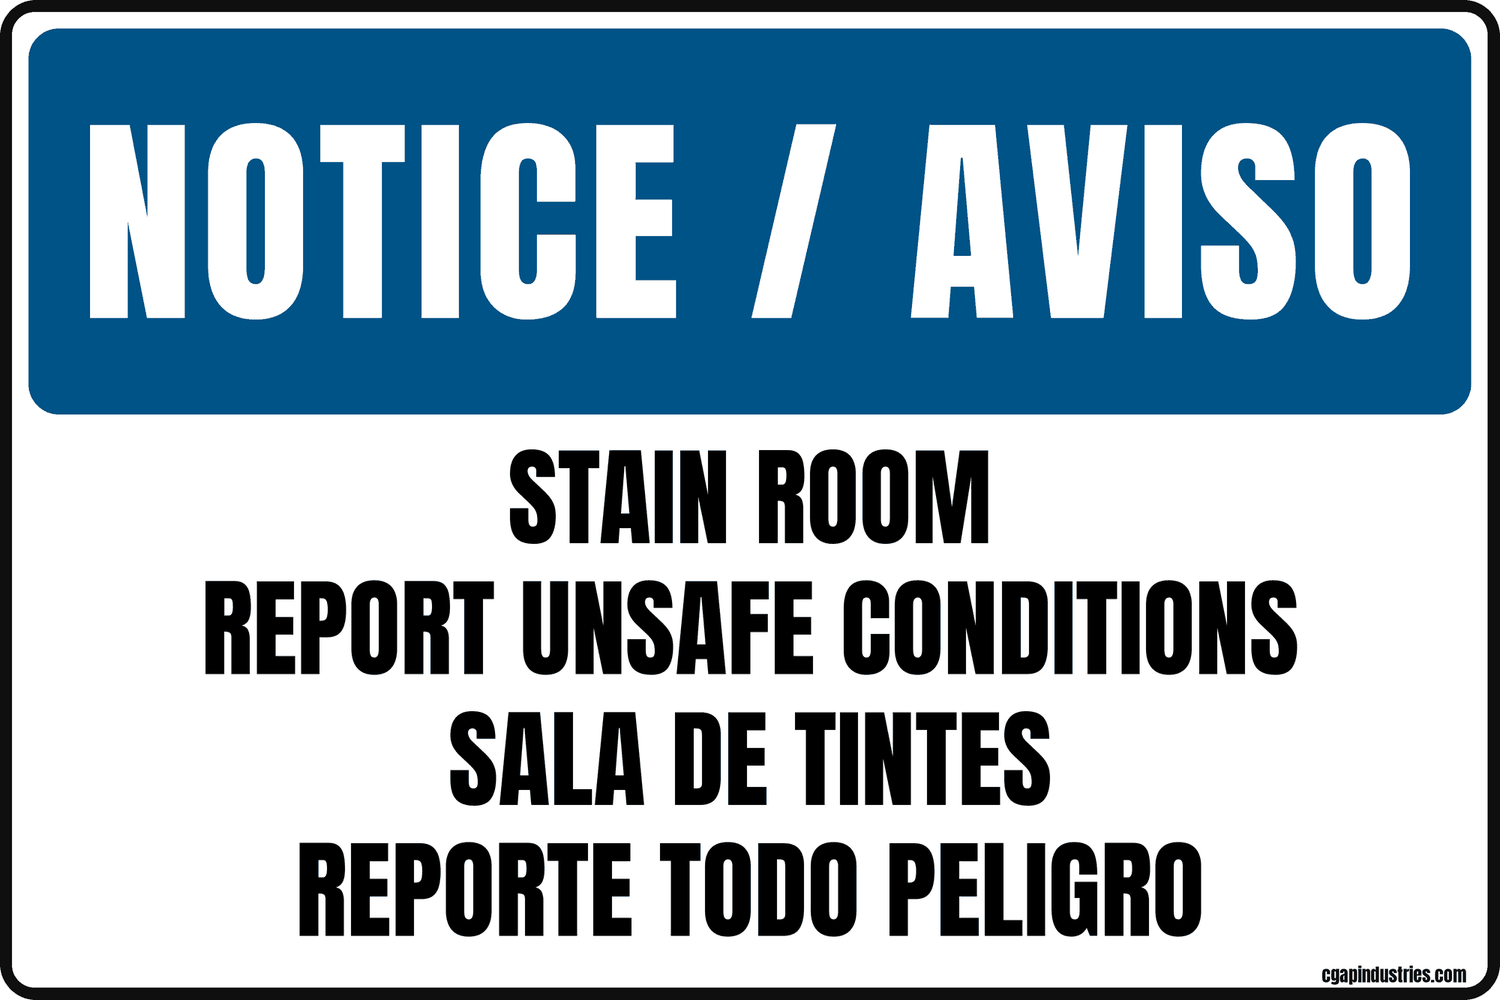 NOTICE / AVISO
STAIN ROOM
REPORT UNSAFE CONDITIONS
SALA DE TINTES
REPORTE TODO PELIGRO
cgapindustries.com